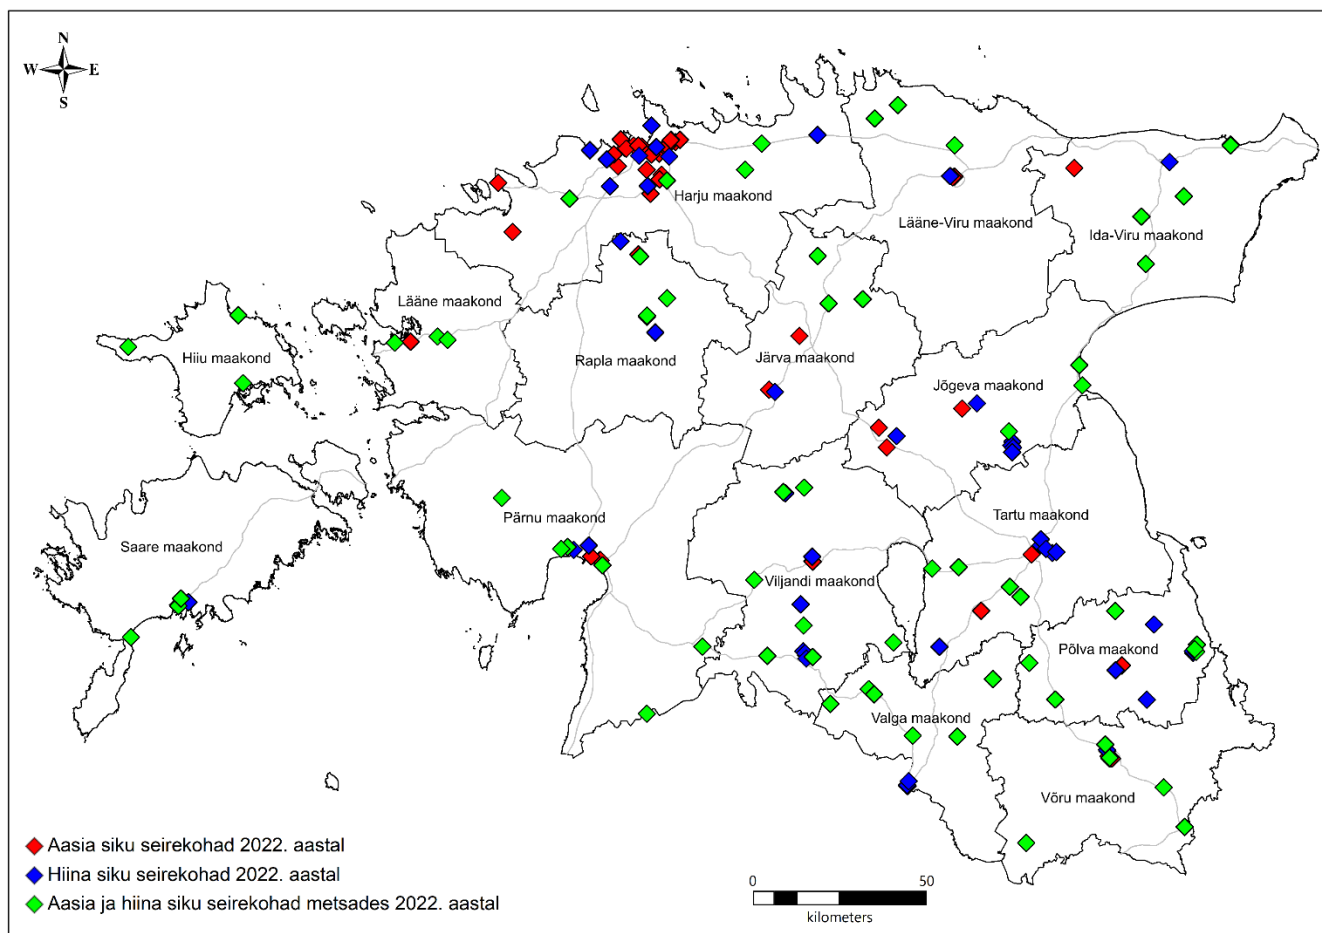 N
W E
S
Harju maakond
Lääne-Viru maakond
Ida-Viru maakond
Lääne maakond
Hiiu maakond
Rapla maakond
Järva maakond
Jõgeva maakond
Pärnu maakond
Tartu maakond
Saare maakond
Viljandi maakond
Põlva maakond
Valga maakond
Võru maakond
Aasia siku seirekohad 2022. aastal
Hiina siku seirekohad 2022. aastal
Aasia ja hiina siku seirekohad metsades 2022. aastal
0 50
kilometers